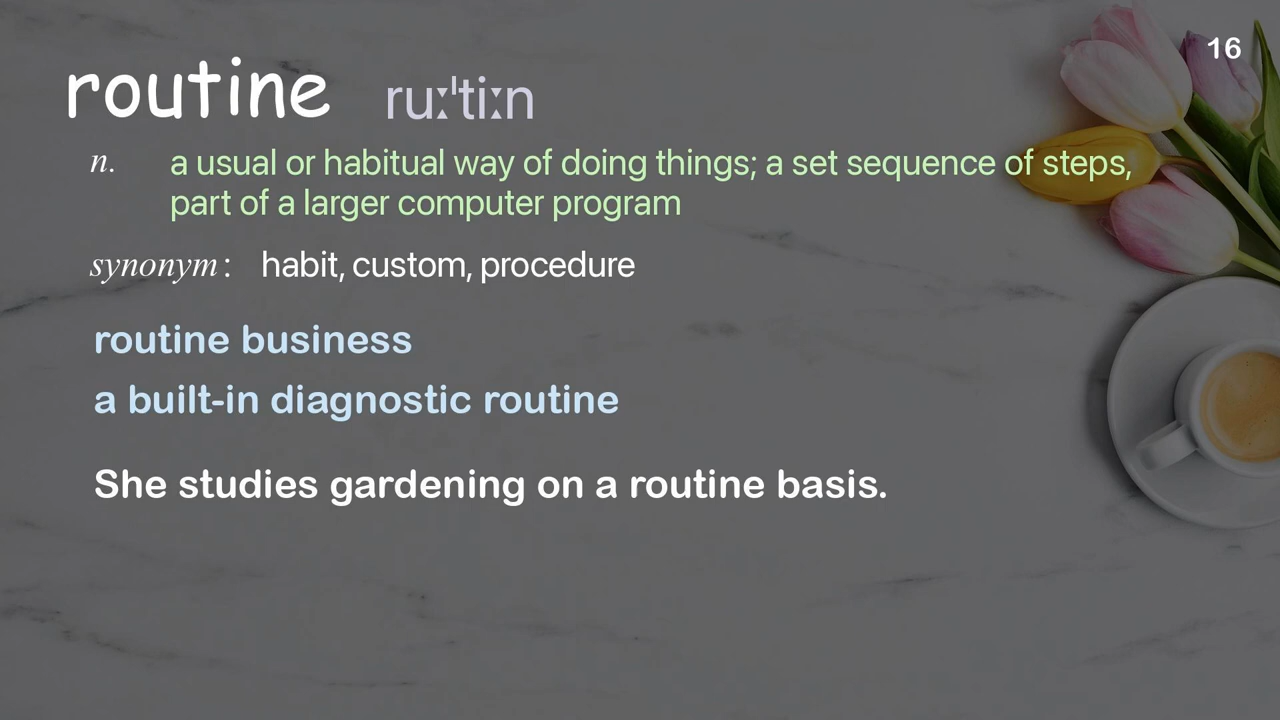 16
routine ruːˈtiːn
n. a usual or habitual way of doing things; a set sequence of steps,
part of a larger computer program
synonym: habit, custom, procedure
routine business
a built-in diagnostic routine
She studies gardening on a routine basis.